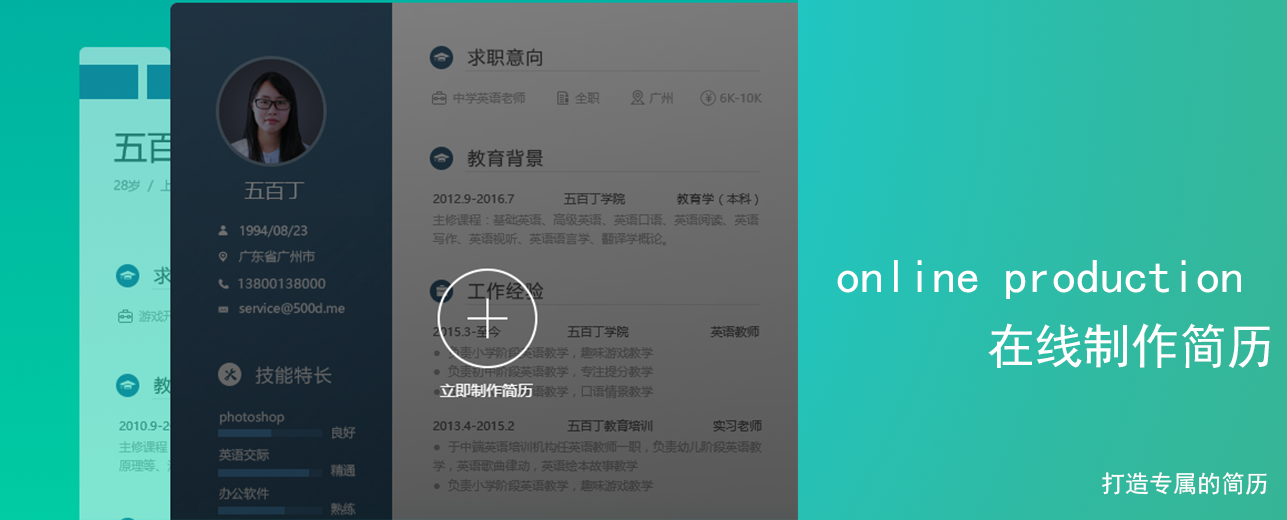 五百
28岁 / 上
求
游戏开
教
2010.9-2
主修课程
原理等、
五百丁
1994/08/23
广东省广州市
13800138000
service@500d.me
技能特长
photoshop
良好
英语交际
精通
办公软件
熟练
求职意向
中学英语老师 全职 广州 6K-10K
教育背景
2012.9-2016.7 五百丁学院 教育学（本科）
主修课程：基础英语、高级英语、英语口语、英语阅读、英语
写作、英语视听、英语语言学、翻译学概论。
工作经验
2015.3-至今 五百丁学院 英语教师
● 负责小学阶段英语教学，趣味游戏教学
● 负责初中阶段英语教学，专注提分教学
英语教学，口语情景教学
立即制作简历
2013.4-2015.2 五百丁教育培训 实习老师
● 于中端英语培训机构任英语教师一职，负责幼儿阶段英语教
学，英语歌曲律动，英语绘本故事教学
● 负责小学阶段英语教学，趣味游戏教学
online production
在线制作简历
打造专属的简历